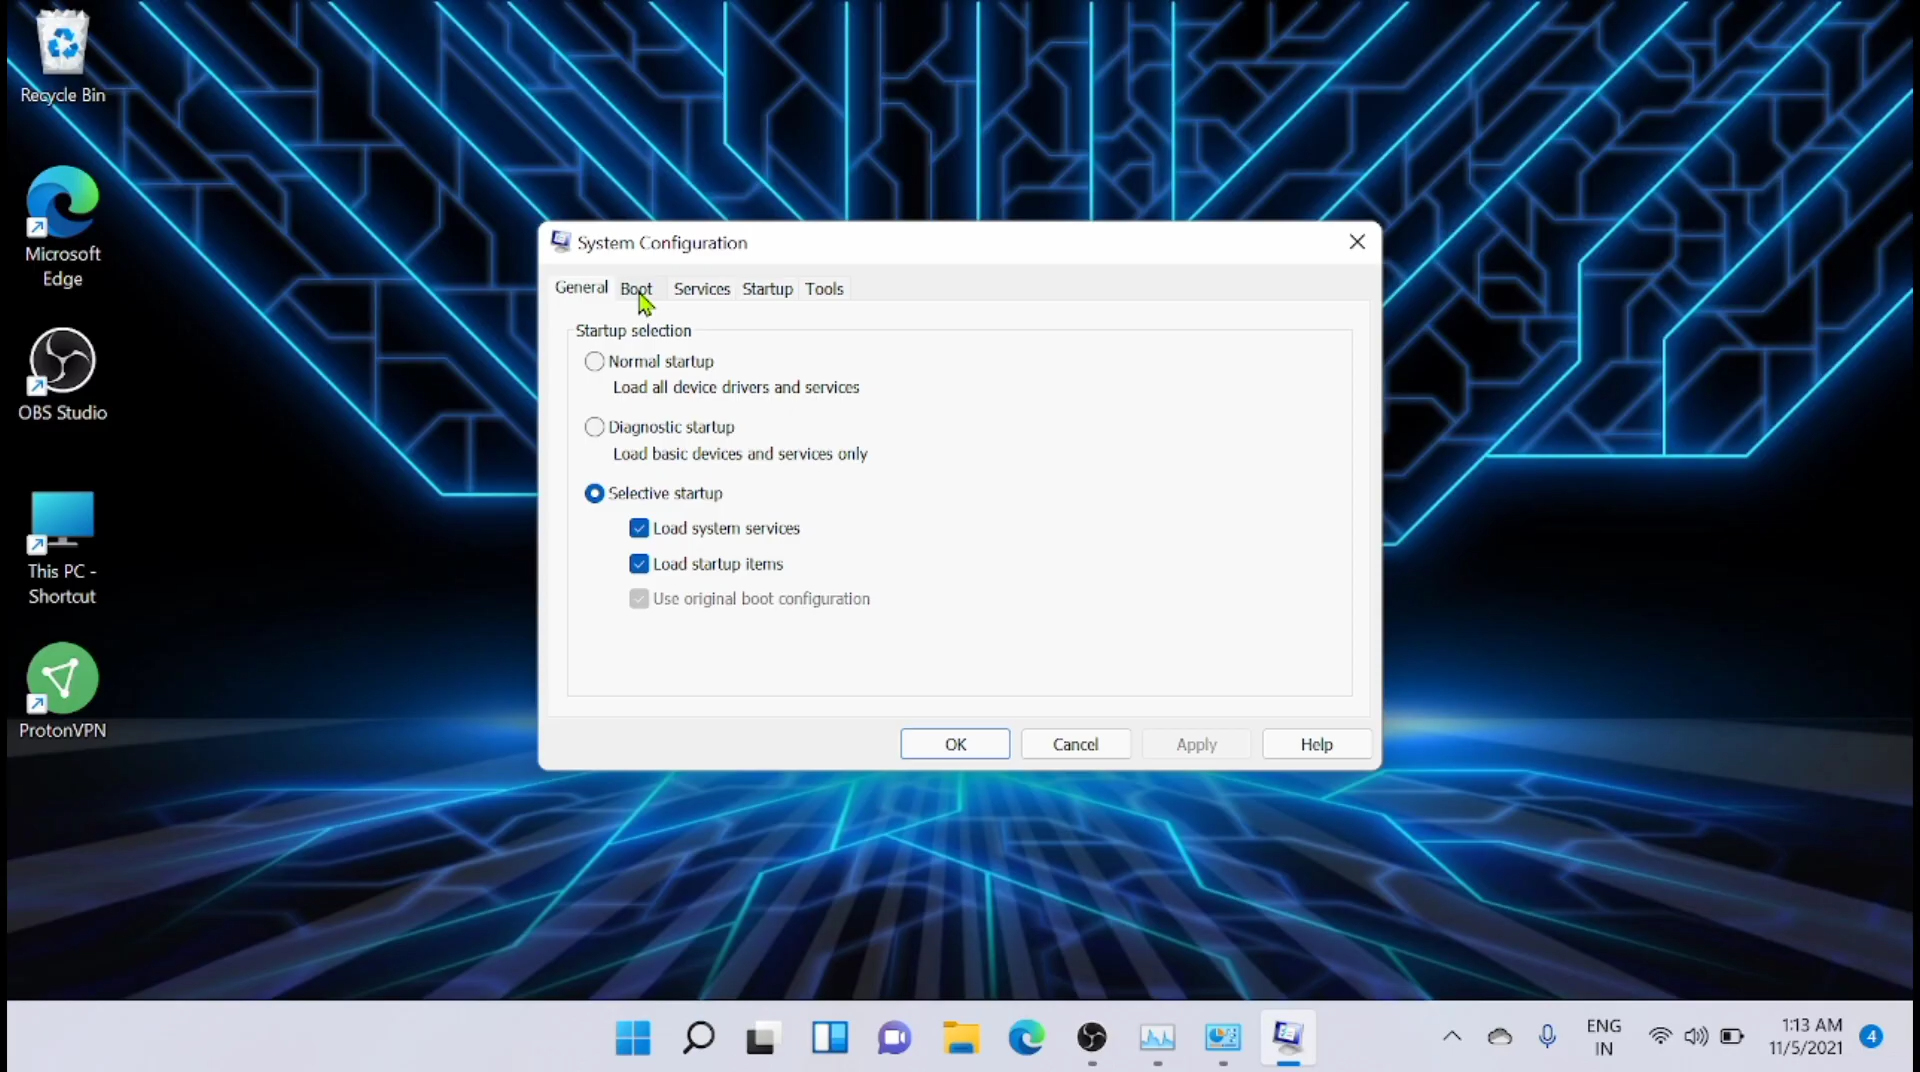 Recycle Bin
Microsoft
Edge
OBS Studio
This PC -
Shortcut
ProtonVPN
System Configuration
General Boot Services Startup Tools
Startup selection
Normal startup
Load all device drivers and services
Diagnostic startup
Load basic devices and services only
Selective startup
Load system services
Load startup items
Use original boot configuration
OK Cancel Apply Help
ENG
IN
1:13 AM
11/5/2021
4